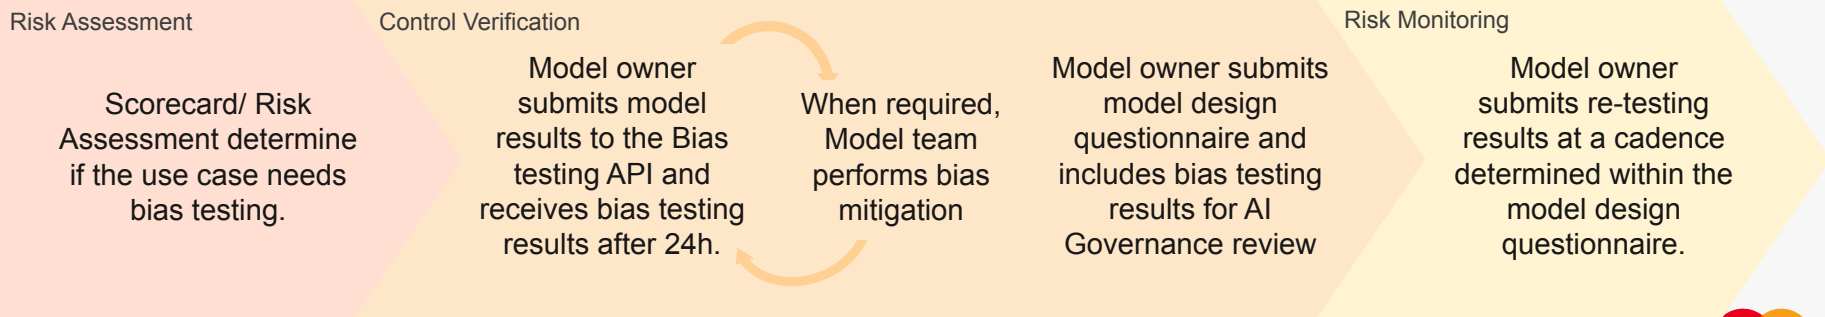 Risk Assessment
Scorecard/ Risk
Assessment determine
if the use case needs
bias testing.
Control Verification
Model owner
submits model
results to the Bias
testing API and
receives bias testing
results after 24h.
When required,
Model team
performs bias
mitigation
Model owner submits
model design
questionnaire and
includes bias testing
results for AI
Governance review
Risk Monitoring
Model owner
submits re-testing
results at a cadence
determined within the
model design
questionnaire.